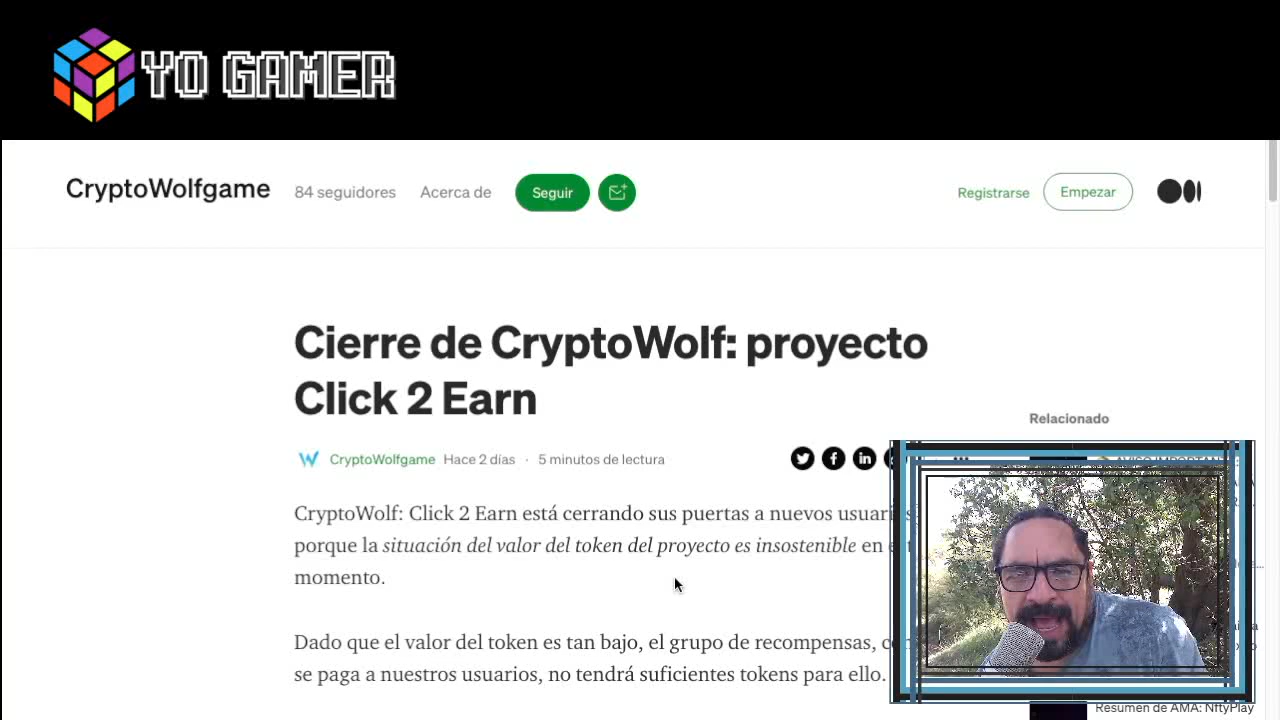 YO GAMER
CryptoWolfgame 84 seguidores Acerca de Seguir Registrarse Empezar
Cierre de CryptoWolf: proyecto
Click 2 Earn
Relacionado
CryptoWolfgame Hace 2 días · 5 minutos de lectura
CryptoWolf: Click 2 Earn está cerrando sus puertas a nuevos
porque la situación del valor del token del proyecto es insostenible en
momento.
Dado que el valor del token es tan bajo, el grupo de recompensas,
se paga a nuestros usuarios, no tendrá suficientes tokens para ello.
Resumen de AMA: NftyPlay